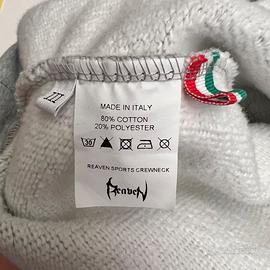 III
MADE IN ITALY
80% COTTON
20% POLYESTER
30
REAVEN SPORTS CREWNECK
ReaveN